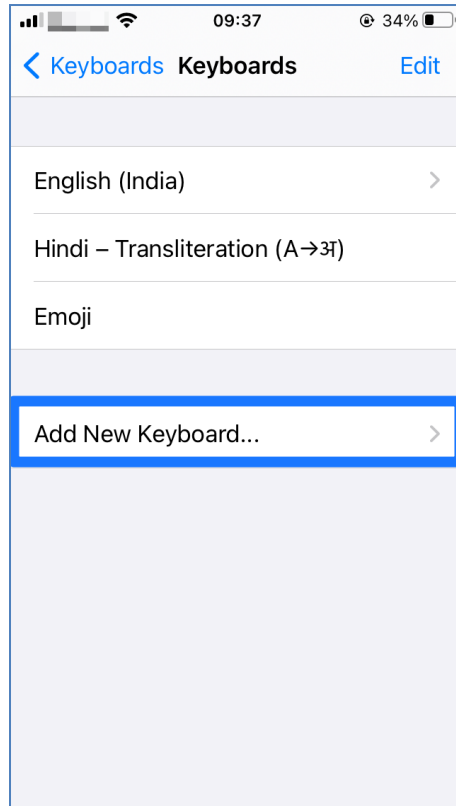 09:37 34%
Keyboards Keyboards Edit
English (India)
Hindi – Transliteration (A→अ)
Emoji
Add New Keyboard...